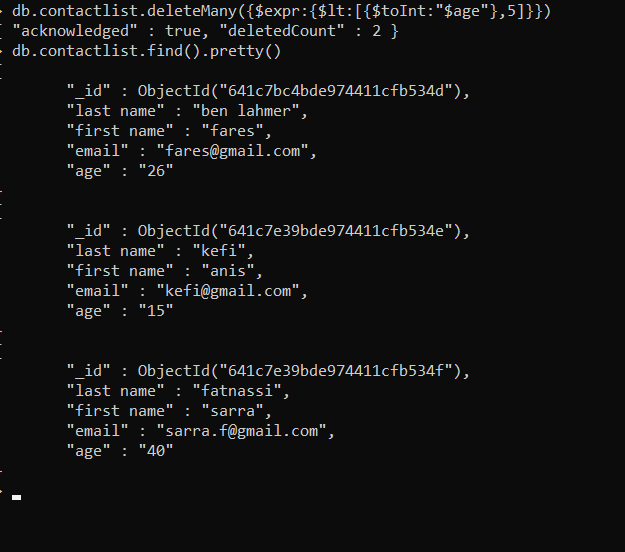 > db.contactlist.deleteMany({$expr:{$lt:[{$toInt:"$age"},5]}})
{ "acknowledged" : true, "deletedCount" : 2 }
> db.contactlist.find().pretty()
{
"_id" : ObjectId("641c7bc4bde974411cfb534d"),
"last name" : "ben lahmer",
"first name" : "fares",
"email" : "fares@gmail.com",
"age" : "26"
}
{
"_id" : ObjectId("641c7e39bde974411cfb534e"),
"last name" : "kefi",
"first name" : "anis",
"email" : "kefi@gmail.com",
"age" : "15"
}
{
"_id" : ObjectId("641c7e39bde974411cfb534f"),
"last name" : "fatnassi",
"first name" : "sarra",
"email" : "sarra.f@gmail.com",
"age" : "40"
}
>